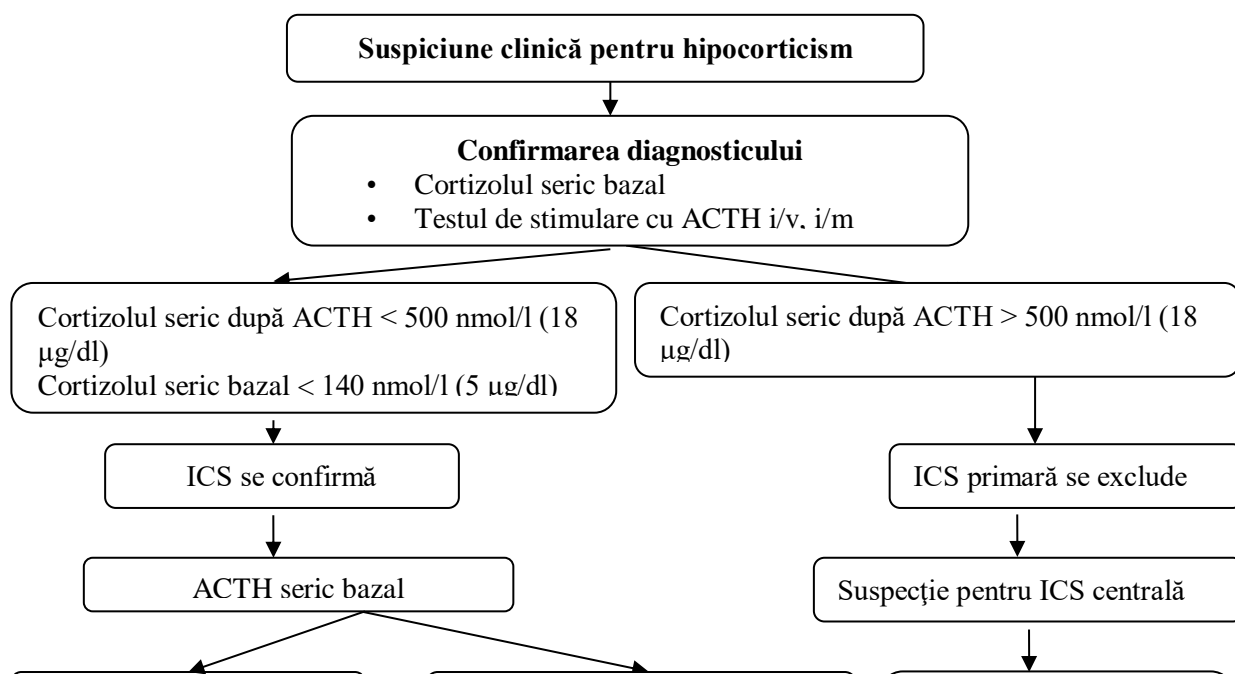 Suspiciune clinică pentru hipocorticism
Confirmarea diagnosticului
• Cortizolul seric bazal
• Testul de stimulare cu ACTH i/v, i/m
Cortizolul seric după ACTH < 500 nmol/l (18
µg/dl)
Cortizolul seric bazal < 140 nmol/l (5 µg/dl)
Cortizolul seric după ACTH > 500 nmol/l (18
µg/dl)
ICS se confirmă
ICS primară se exclude
ACTH seric bazal
Suspecţie pentru ICS centrală